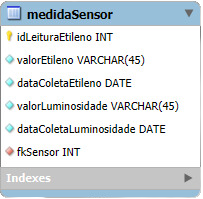 medidaSensor
idLeituraEtileno INT
valorEtileno VARCHAR(45)
dataColetaEtileno DATE
valorLuminosidade VARCHAR(45)
dataColetaLuminosidade DATE
fkSensor INT
Indexes